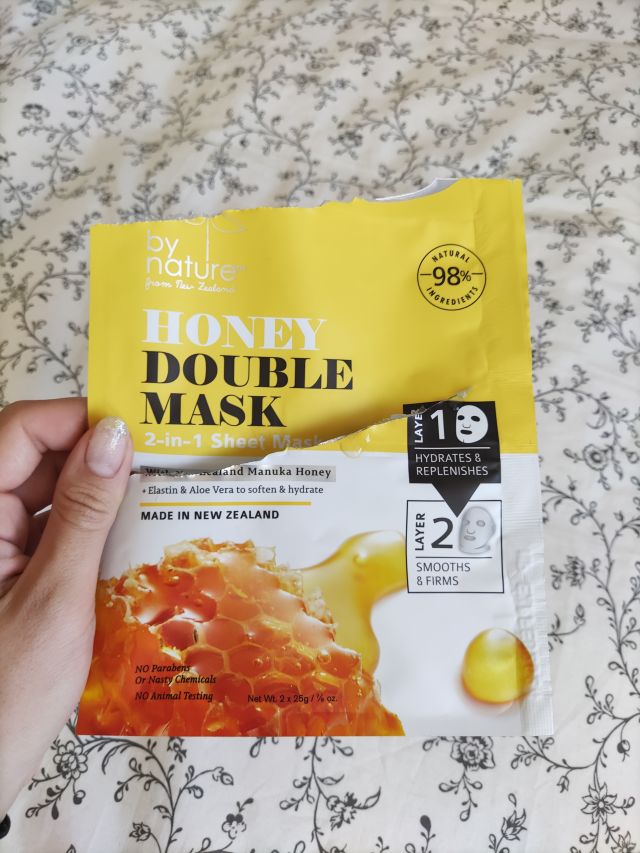 by
nature™
from New Zealand
NATURAL
98%
INGREDIENTS
HONEY
DOUBLE
MASK
2-in-1 Sheet Mask
Zealand Manuka Honey
+ Elastin & Aloe Vera to soften & hydrate
MADE IN NEW ZEALAND
LAYER 1
HYDRATES &
REPLENISHES
LAYER 2
SMOOTHS
& FIRMS
NO Parabens
Or Nasty Chemicals
NO Animal Testing
Net Wt. 2 x 25g / ⅞ oz.